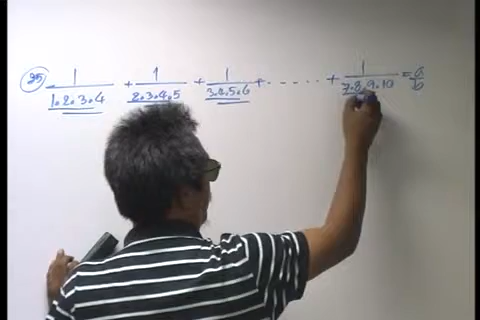 25 1/1.2.3.4 + 1/2.3.4.5 + 1/3.4.5.6 + ...... + 1/7.8.9.10 = a/b